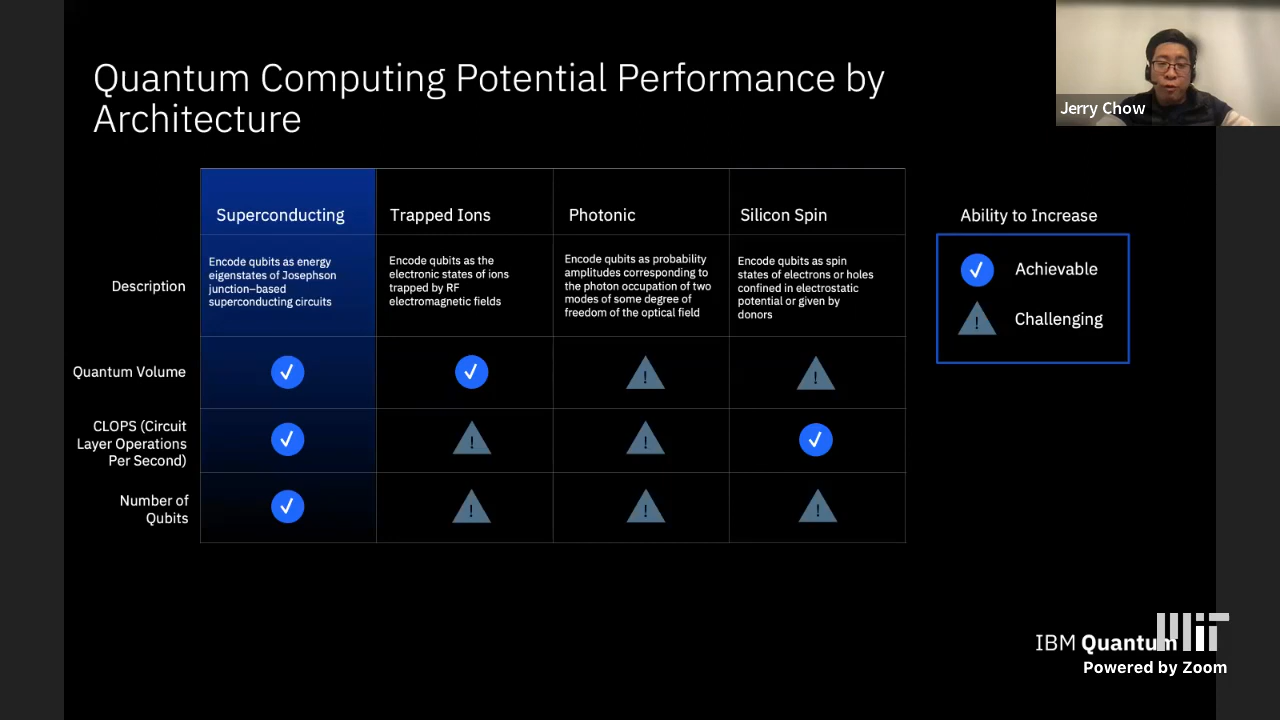 Quantum Computing Potential Performance by
Architecture
Jerry Chow
Superconducting
Trapped Ions
Photonic
Silicon Spin
Ability to Increase
Description
Encode qubits as energy
eigenstates of Josephson
junction–based
superconducting circuits
Encode qubits as the
electronic states of ions
trapped by RF
electromagnetic fields
Encode qubits as probability
amplitudes corresponding to
the photon occupation of two
modes of some degree of
freedom of the optical field
Encode qubits as spin
states of electrons or holes
confined in electrostatic
potential or given by
donors
Achievable
Challenging
Quantum Volume
CLOPS (Circuit
Layer Operations
Per Second)
Number of
Qubits
IBM Quantum
MIT
Powered by Zoom